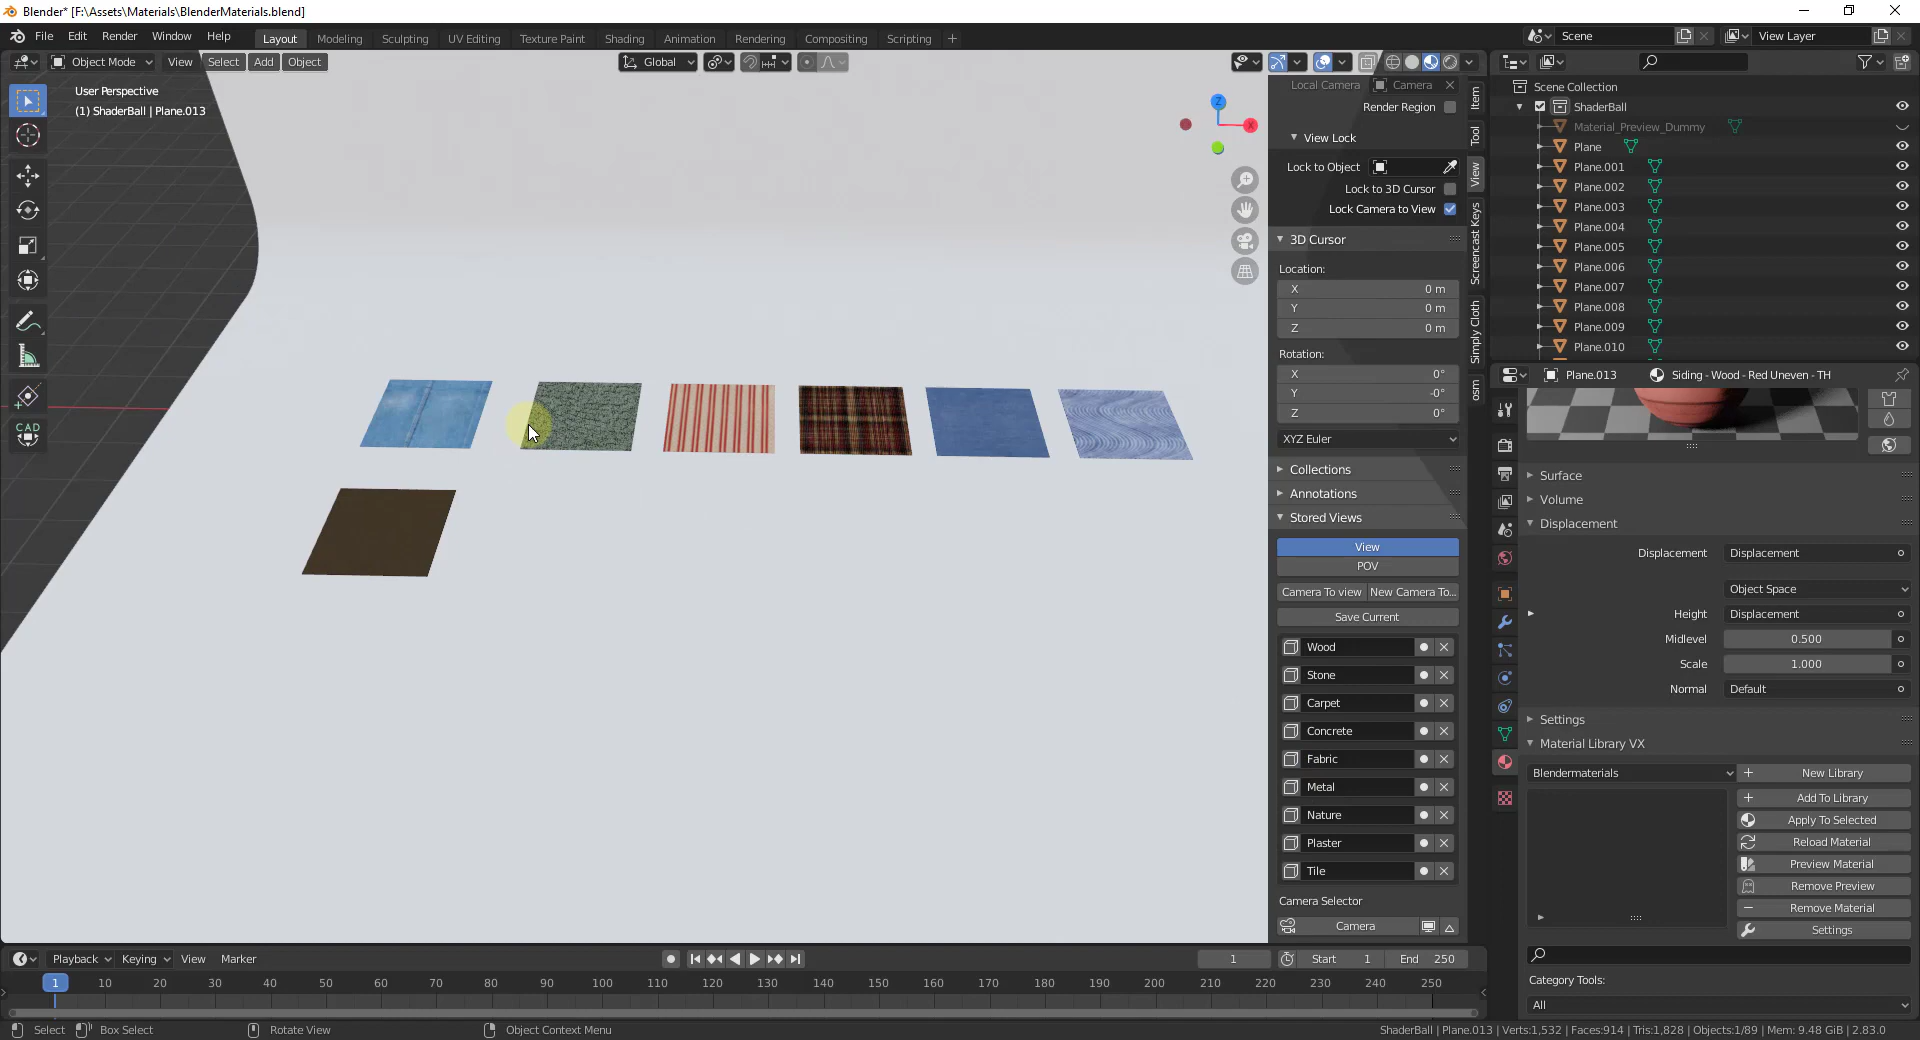 Blender* [F:\Assets\Materials\BlenderMaterials.blend]
File Edit Render Window Help Layout Modeling Sculpting UV Editing Texture Paint Shading Animation Rendering Compositing Scripting + Scene View Layer
Object Mode View Select Add Object Global
User Perspective
(1) ShaderBall | Plane.013
Z
X
CAD
Local Camera Camera
Render Region
View Lock
Lock to Object
Lock to 3D Cursor
Lock Camera to View
3D Cursor
Location:
X 0 m
Y 0 m
Z 0 m
Rotation:
X 0°
Y -0°
Z 0°
XYZ Euler
Collections
Annotations
Stored Views
View
POV
Camera To view New Camera To...
Save Current
Wood
Stone
Carpet
Concrete
Fabric
Metal
Nature
Plaster
Tile
Camera Selector
Camera
Item
Tool
View
Screencast Keys
Simply Cloth
osm
Scene Collection
ShaderBall
Material_Preview_Dummy
Plane
Plane.001
Plane.002
Plane.003
Plane.004
Plane.005
Plane.006
Plane.007
Plane.008
Plane.009
Plane.010
Plane.013 Siding - Wood - Red Uneven - TH
Surface
Volume
Displacement
Displacement Displacement
Object Space
Height Displacement
Midlevel 0.500
Scale 1.000
Normal Default
Settings
Material Library VX
Blendermaterials
New Library
Add To Library
Apply To Selected
Reload Material
Preview Material
Remove Preview
Remove Material
Settings
Category Tools:
All
Playback Keying View Marker 1 Start 1 End 250
1 10 20 30 40 50 60 70 80 90 100 110 120 130 140 150 160 170 180 190 200 210 220 230 240 250
Select Box Select Rotate View Object Context Menu ShaderBall | Plane.013 | Verts:1,532 | Faces:914 | Tris:1,828 | Objects:1/89 | Mem: 9.48 GiB | 2.83.0